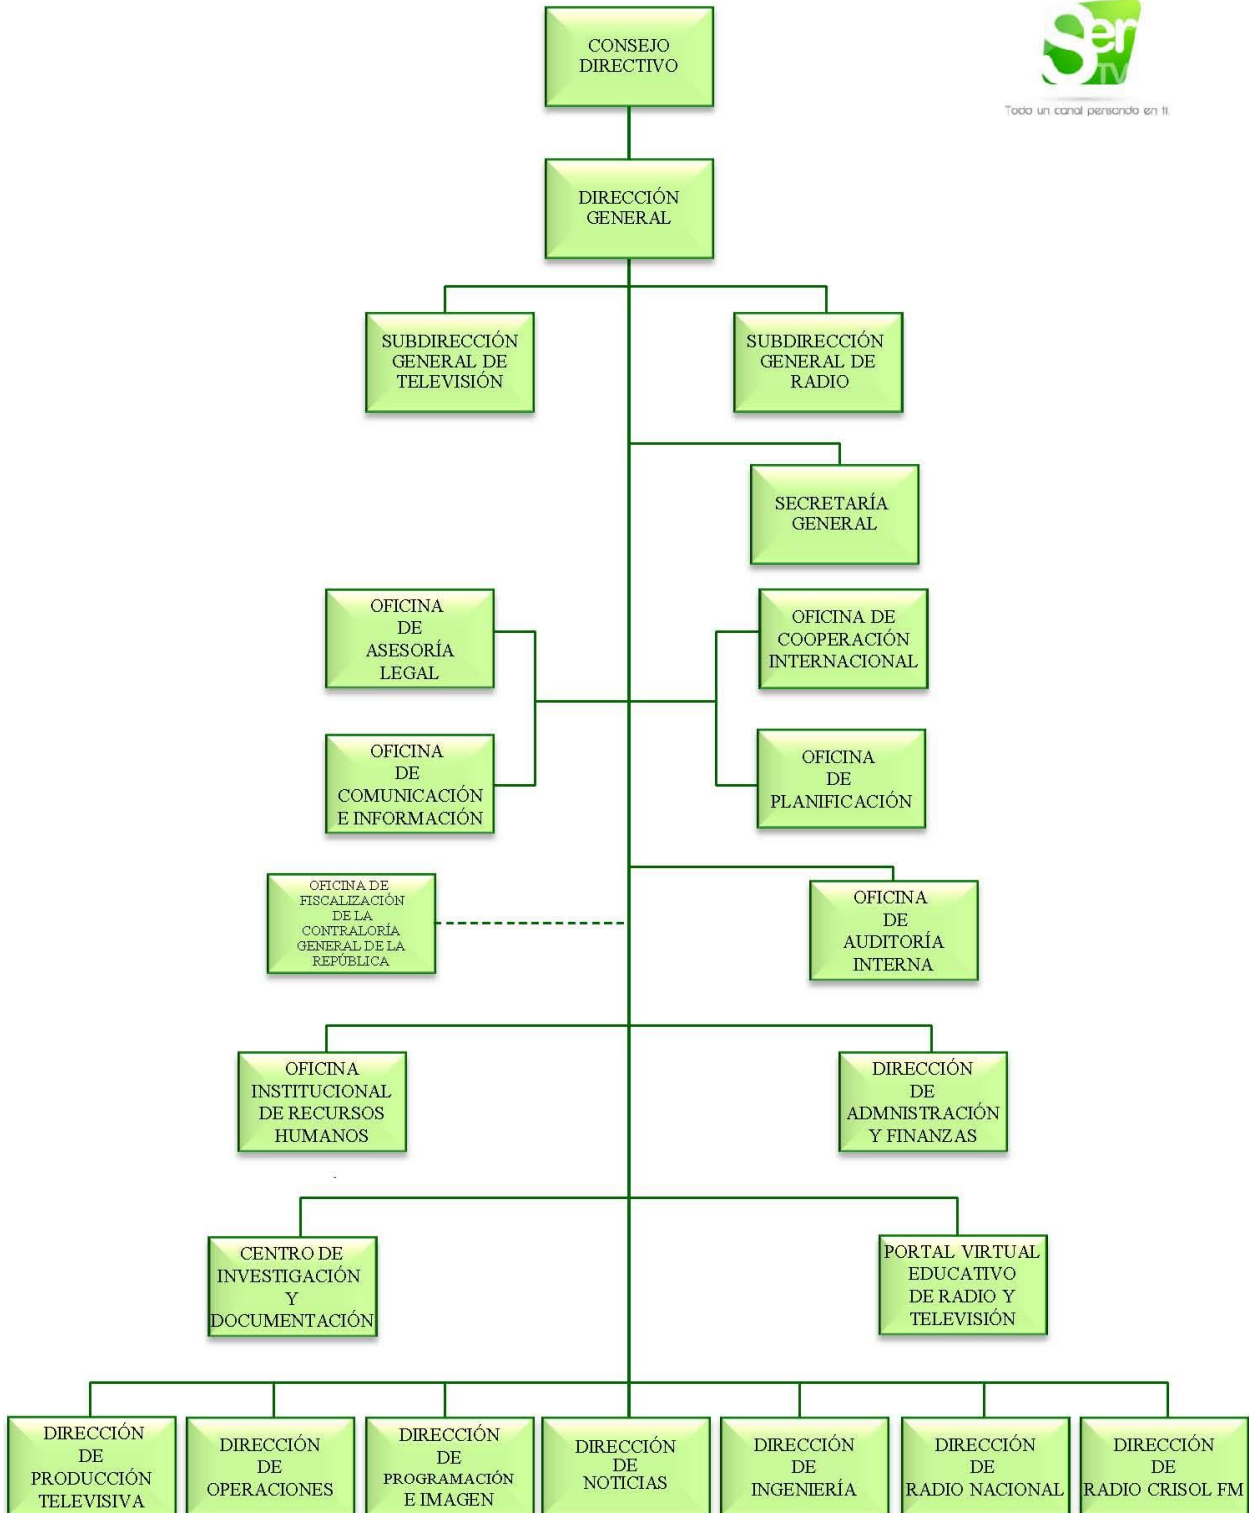 Ser
TV
Todo un canal pensando en ti.
CONSEJO
DIRECTIVO
DIRECCIÓN
GENERAL
SUBDIRECCIÓN
GENERAL DE
TELEVISIÓN
SUBDIRECCIÓN
GENERAL DE
RADIO
SECRETARÍA
GENERAL
OFICINA
DE
ASESORÍA
LEGAL
OFICINA DE
COOPERACIÓN
INTERNACIONAL
OFICINA
DE
COMUNICACIÓN
E INFORMACIÓN
OFICINA
DE
PLANIFICACIÓN
OFICINA DE
FISCALIZACIÓN
DE LA
CONTRALORÍA
GENERAL DE LA
REPÚBLICA
OFICINA
DE
AUDITORÍA
INTERNA
OFICINA
INSTITUCIONAL
DE RECURSOS
HUMANOS
DIRECCIÓN
DE
ADMNISTRACIÓN
Y FINANZAS
CENTRO DE
INVESTIGACIÓN
Y
DOCUMENTACIÓN
PORTAL VIRTUAL
EDUCATIVO
DE RADIO Y
TELEVISIÓN
DIRECCIÓN
DE
PRODUCCIÓN
TELEVISIVA
DIRECCIÓN
DE
OPERACIONES
DIRECCIÓN
DE
PROGRAMACIÓN
E IMAGEN
DIRECCIÓN
DE
NOTICIAS
DIRECCIÓN
DE
INGENIERÍA
DIRECCIÓN
DE
RADIO NACIONAL
DIRECCIÓN
DE
RADIO CRISOL FM